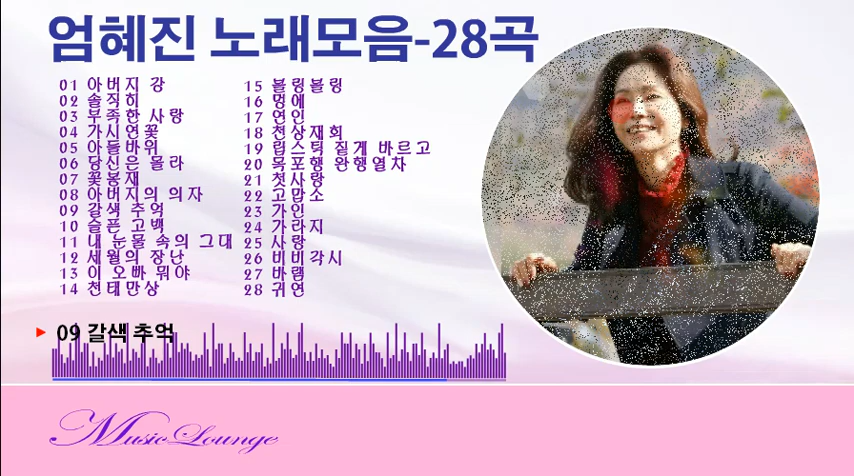 엄혜진 노래모음-28곡
01 아버지 강
02 솔직히
03 부족한 사랑
04 가시연꽃
05 아들바위
06 당신은 몰라
07 꽃봉재
08 아버지의 의자
09 갈색 추억
10 슬픈 고백
11 내 눈물 속의 그대
12 세월의 장난
13 이 오빠 뭐야
14 천태만상
15 볼링볼링
16 멍에
17 연인
18 천상재회
19 립스틱 짙게 바르고
20 목포행 완행열차
21 첫사랑
22 고맙소
23 가인
24 가라지
25 사랑
26 비비각시
27 바램
28 귀연
09 갈색 추억
Music Lounge